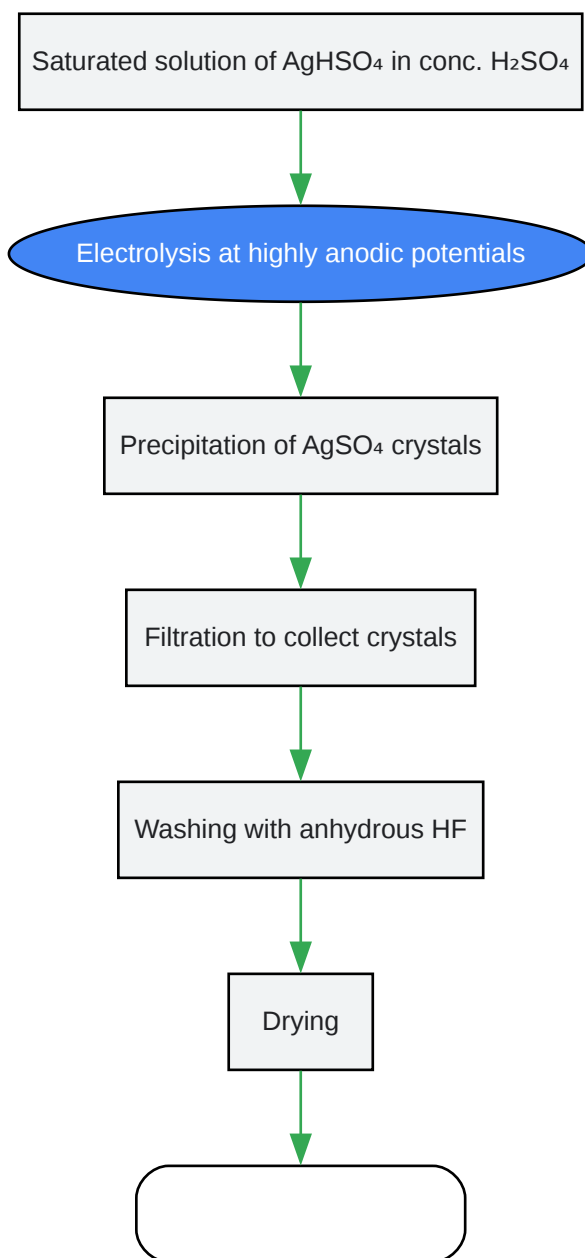 Saturated solution of AgHSO₄ in conc. H₂SO₄
Electrolysis at highly anodic potentials
Precipitation of AgSO₄ crystals
Filtration to collect crystals
Washing with anhydrous HF
Drying